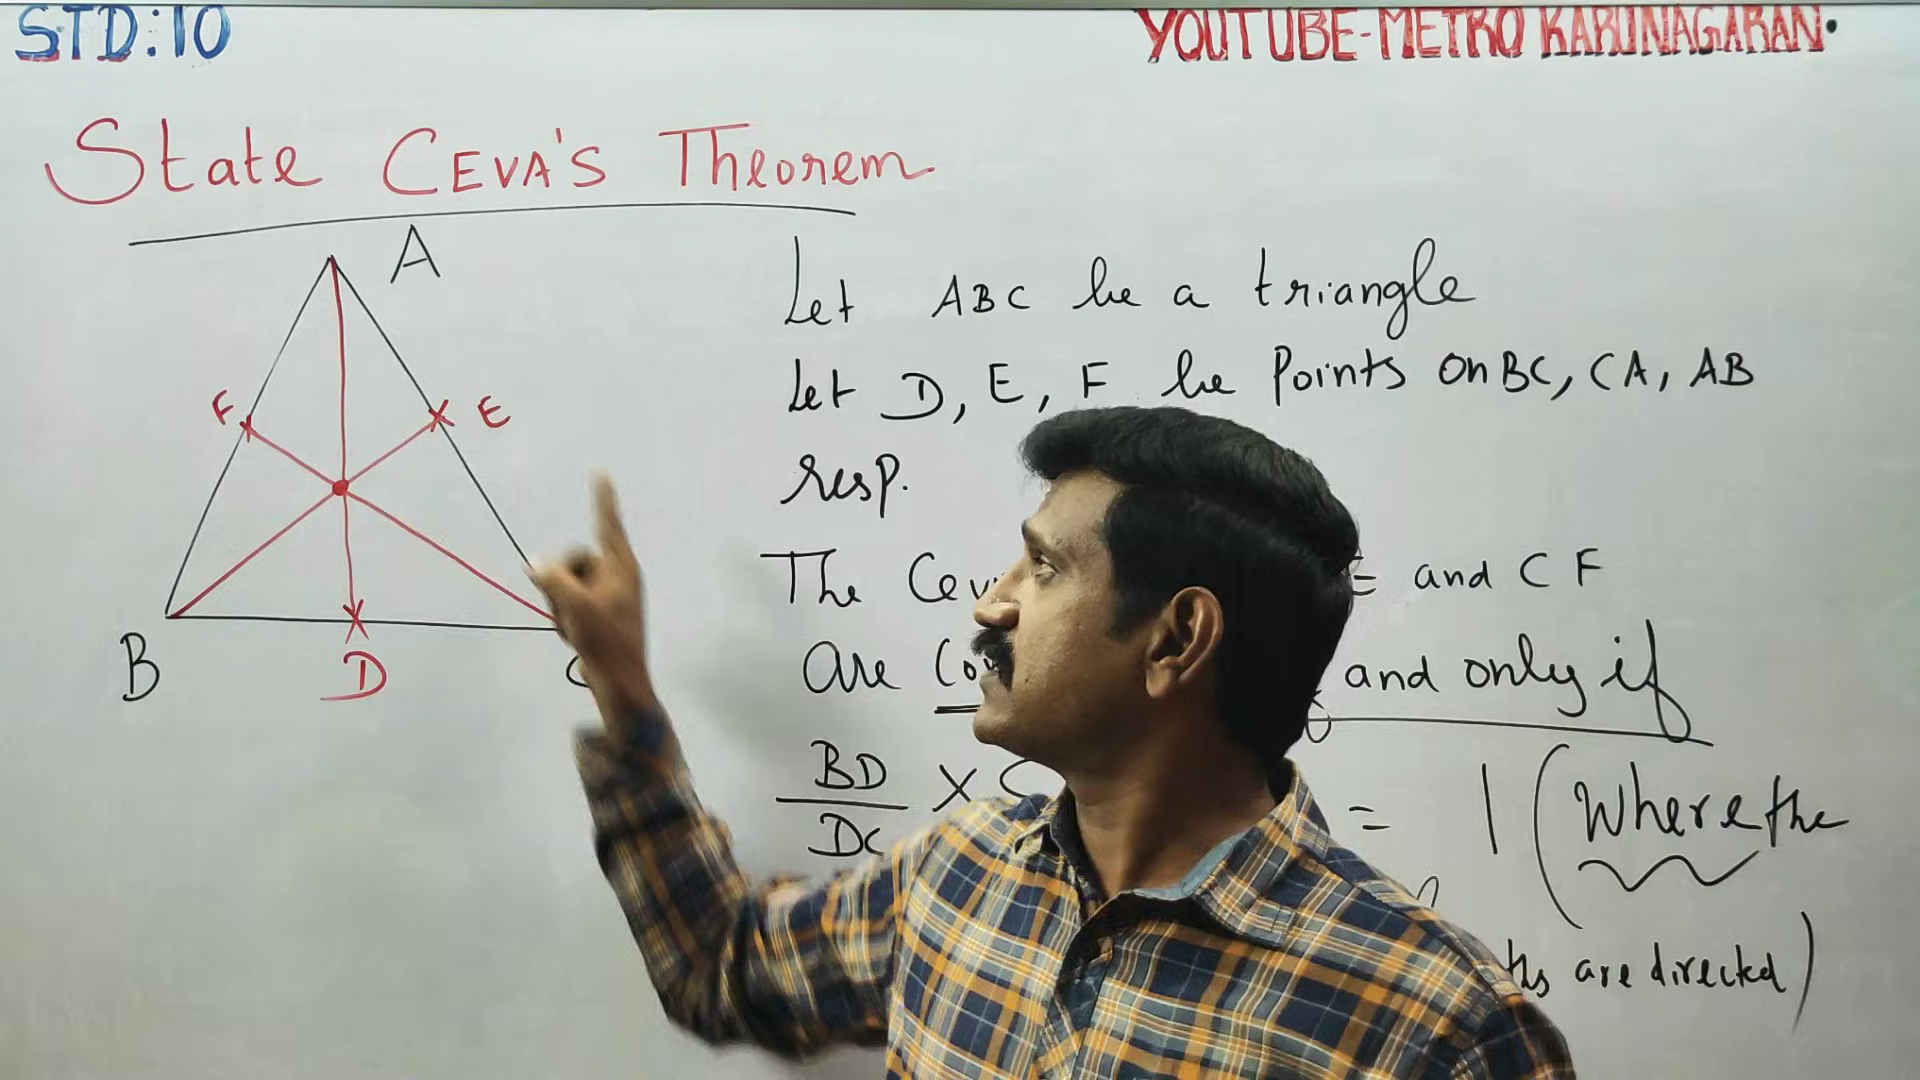 STD:10
YOUTUBE-METRO KARUNAGARAN.
State CEVA'S Theorem
A
F
E
B
D
C
Let ABC be a triangle
Let D, E, F be Points on BC, CA, AB
resp.
The and CF
Are and only if
BD
DC
X = 1 (Where the
are directed)